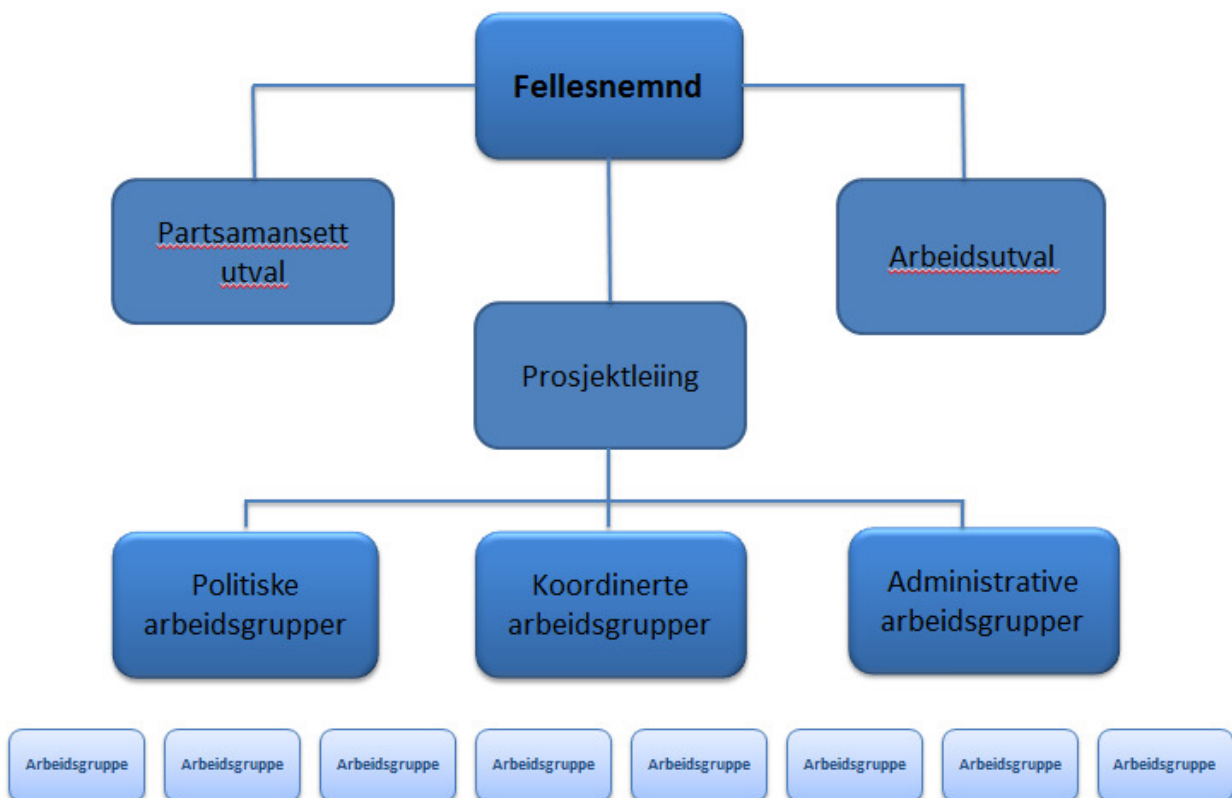 Fellesnemnd
Partsamansett
utval
Arbeidsutval
Prosjektleiing
Politiske
arbeidsgrupper
Koordinerte
arbeidsgrupper
Administrative
arbeidsgrupper
Arbeidsgruppe
Arbeidsgruppe
Arbeidsgruppe
Arbeidsgruppe
Arbeidsgruppe
Arbeidsgruppe
Arbeidsgruppe
Arbeidsgruppe